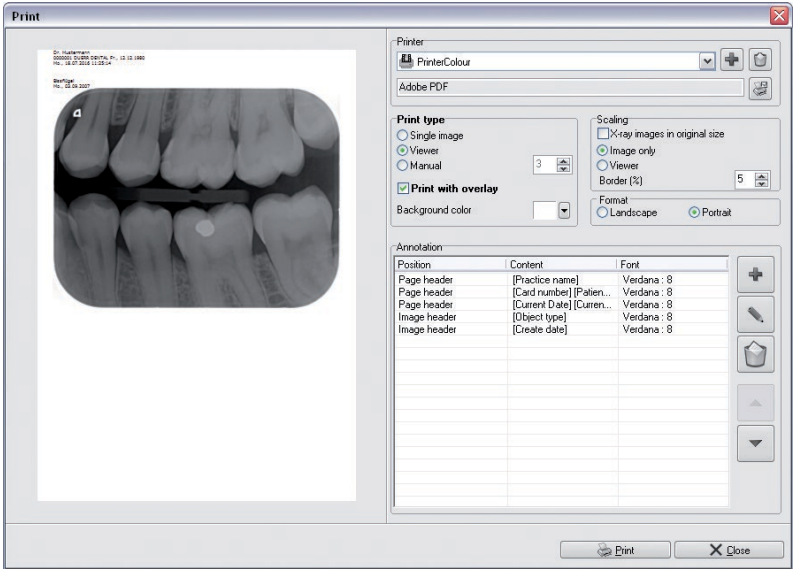 Print
Dr. Mustermann
0000001 DUERR DENTAL Fr., 12.12.1980
Mo., 18.07.2016 11:25:14
Bissflügel
Mo., 03.09.2007
Printer
PrinterColour
Adobe PDF
Print type
Single image
Viewer
Manual
3
Print with overlay
Background color
Scaling
X-ray images in original size
Image only
Viewer
Border (%)
5
Format
Landscape
Portrait
Annotation
Position Content Font
Page header [Practice name] Verdana : 8
Page header [Card number] [Patien... Verdana : 8
Page header [Current Date] [Curren... Verdana : 8
Image header [Object type] Verdana : 8
Image header [Create date] Verdana : 8
Print
Close